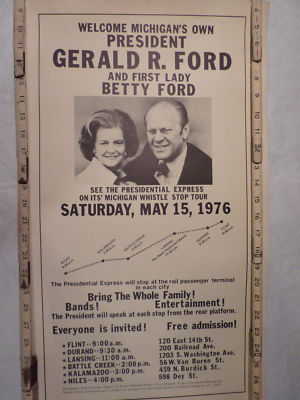 WELCOME MICHIGAN'S OWN
PRESIDENT
GERALD R. FORD
AND FIRST LADY
BETTY FORD
SEE THE PRESIDENTIAL EXPRESS
ON ITS' MICHIGAN WHISTLE STOP TOUR
SATURDAY, MAY 15, 1976
The Presidential Express will stop at the rail passenger terminal
in each city
Bring The Whole Family!
Bands! Entertainment!
The President will speak at each stop from the rear platform.
Everyone is invited! Free admission!
FLINT--9:00 a.m. 120 East 14th St.
DURAND--9:30 a.m. 200 Railroad Ave.
LANSING--11:00 a.m. 1203 S. Washington Ave.
BATTLE CREEK--2:00 p.m. 56 W. Van Buren St.
KALAMAZOO--3:00 p.m. 459 N. Burdick St.
NILES--4:00 p.m. 598 Dey St.